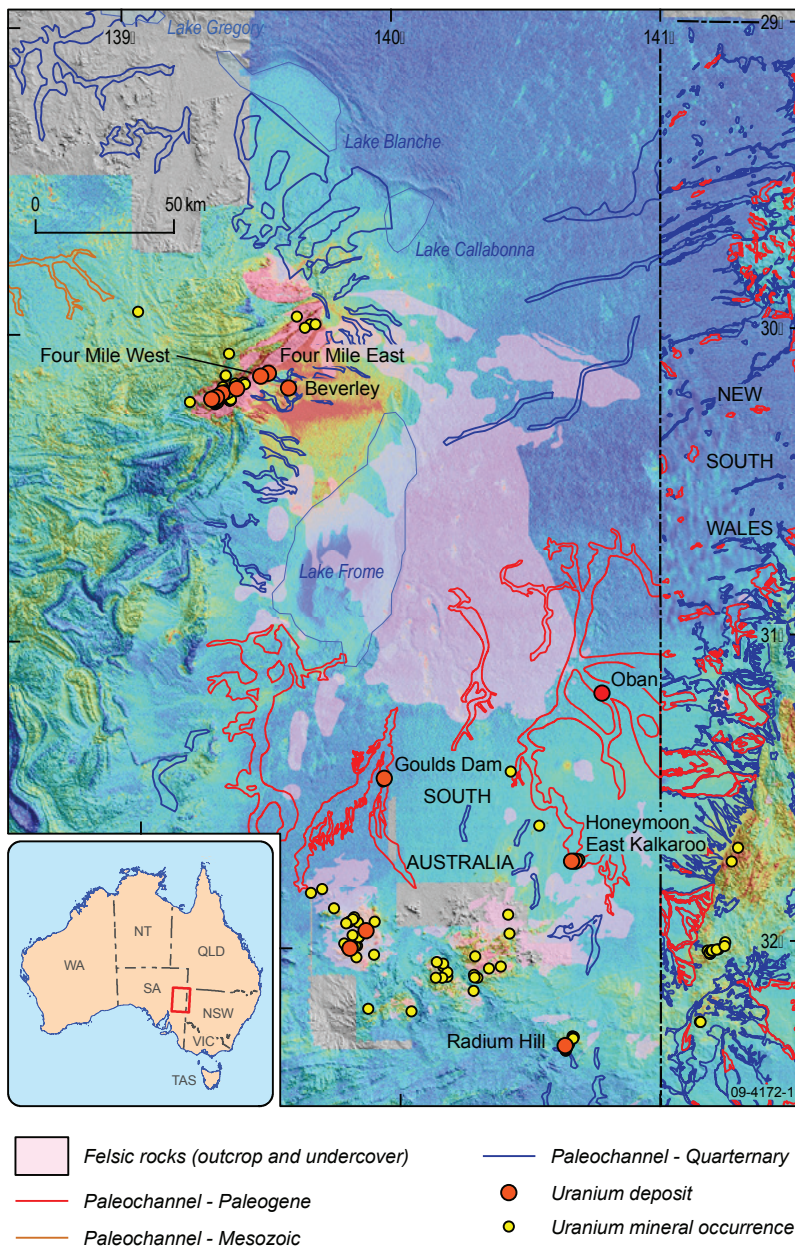 139
Lake Gregory
140
141
29
Lake Blanche
0
50 km
Lake Callabonna
30
Four Mile West
Four Mile East
Beverley
NEW
SOUTH
WALES
Lake Frome
31
Oban
Goulds Dam
SOUTH
AUSTRALIA
Honeymoon
East Kalkaroo
32
Radium Hill
NT
QLD
WA
SA
NSW
VIC
TAS
09-4172-1
Felsic rocks (outcrop and undercover)
Paleochannel - Quarternary
Paleochannel - Paleogene
Uranium deposit
Paleochannel - Mesozoic
Uranium mineral occurrence